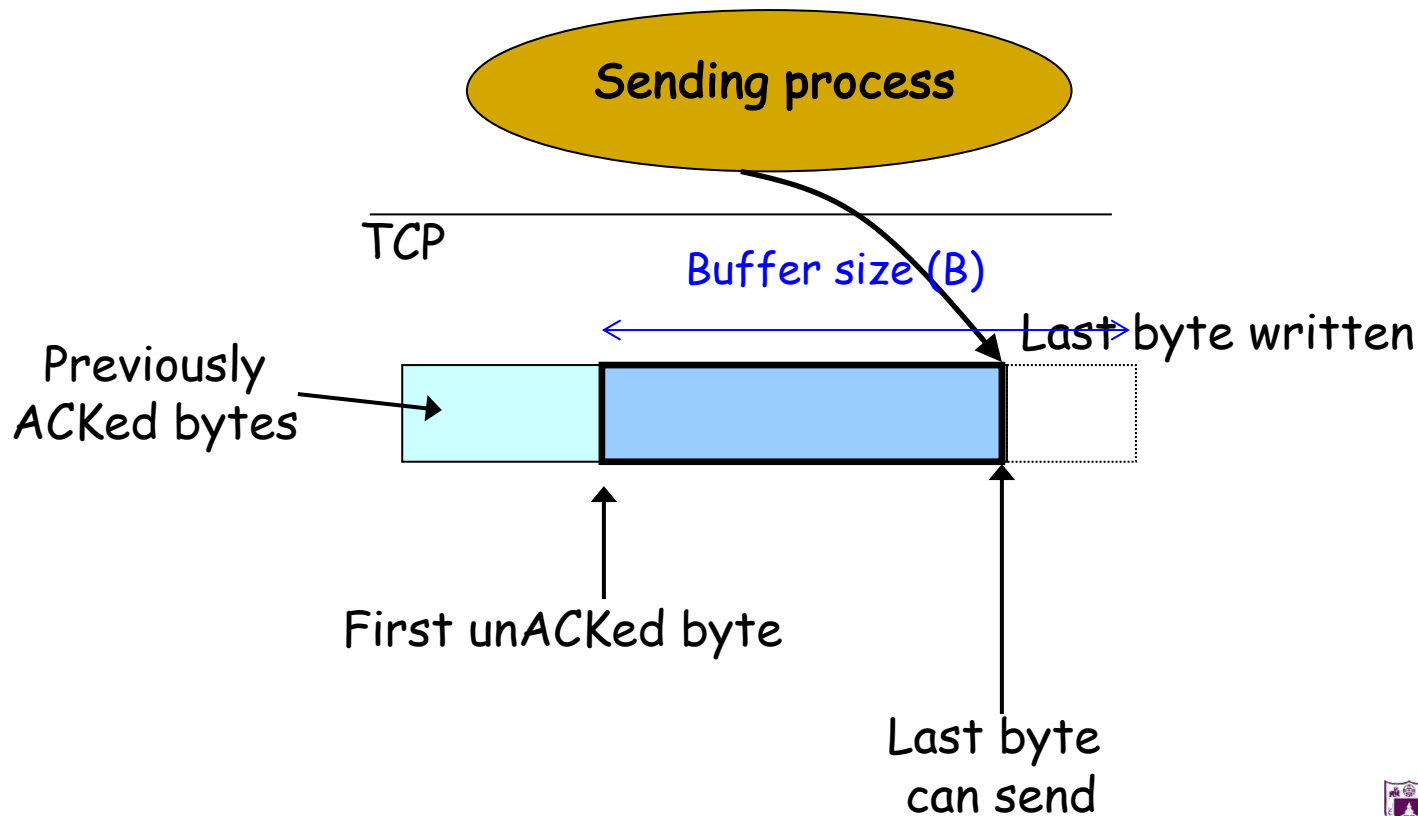 Sending process
TCP
Buffer size (B)
Last byte written
Previously
ACKed bytes
First unACKed byte
Last byte
can send